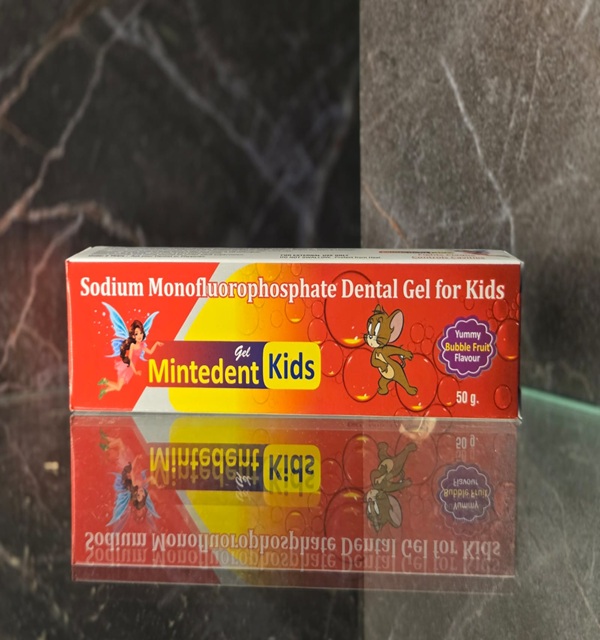 Sodium Monofluorophosphate Dental Gel for Kids
Gel
Mintedent Kids
Yummy
Bubble Fruit
Flavour
50 g.